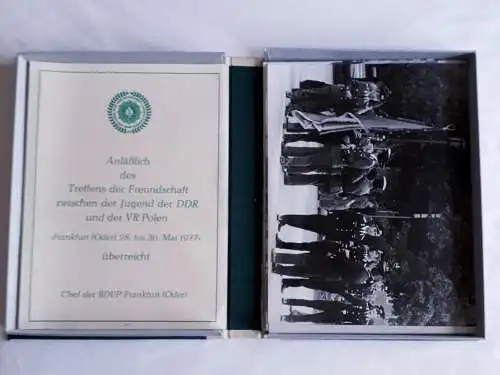 Anläßlich
des
Treffens der Freundschaft
zwischen der Jugend der DDR
und der VR Polen
-Frankfurt (Oder) 28. bis 30. Mai 1977-
überreicht
Chef der BDVP Frankfurt (Oder)